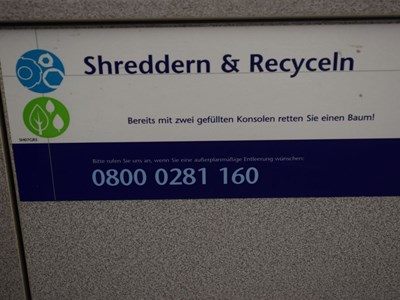 Shreddern & Recyceln
Bereits mit zwei gefüllten Konsolen retten Sie einen Baum!
Bitte rufen Sie uns an, wenn Sie eine außerplanmäßige Entleerung wünschen:
0800 0281 160